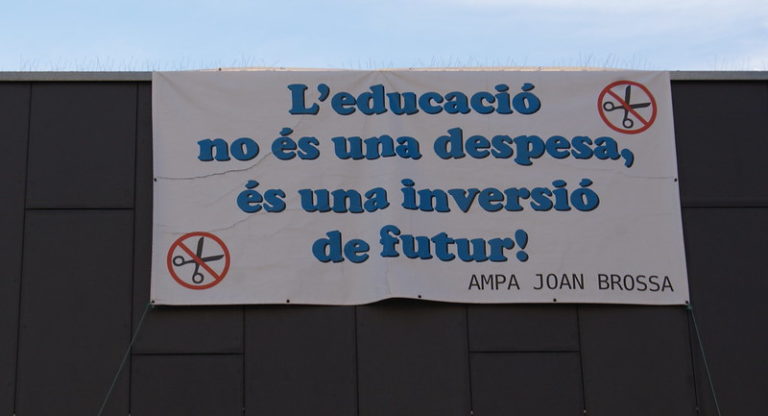 L'educació
no és una despesa,
és una inversió
de futur!
AMPA JOAN BROSSA